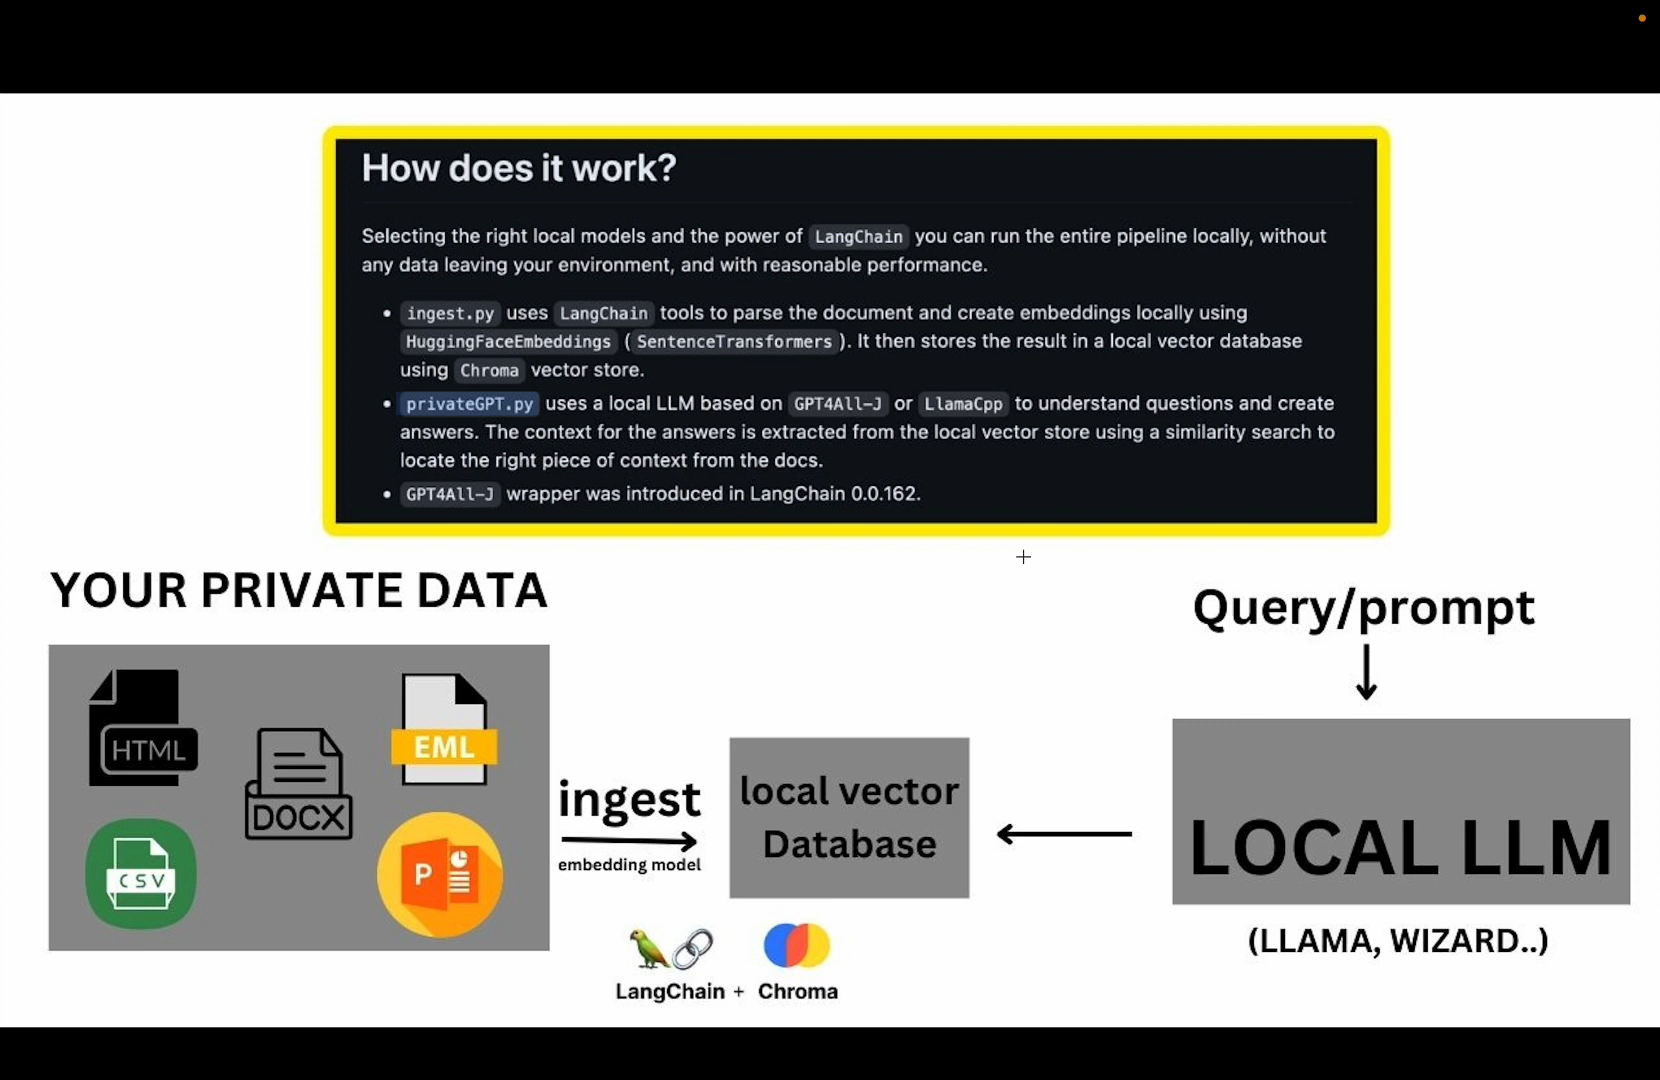 How does it work?
Selecting the right local models and the power of LangChain you can run the entire pipeline locally, without
any data leaving your environment, and with reasonable performance.
• ingest.py uses LangChain tools to parse the document and create embeddings locally using
HuggingFaceEmbeddings ( SentenceTransformers ). It then stores the result in a local vector database
using Chroma vector store.
• privateGPT.py uses a local LLM based on GPT4All-J or LlamaCpp to understand questions and create
answers. The context for the answers is extracted from the local vector store using a similarity search to
locate the right piece of context from the docs.
• GPT4All-J wrapper was introduced in LangChain 0.0.162.
YOUR PRIVATE DATA
HTML
DOCX
EML
CSV
P
ingest
embedding model
local vector
Database
LangChain + Chroma
Query/prompt
LOCAL LLM
(LLAMA, WIZARD..)